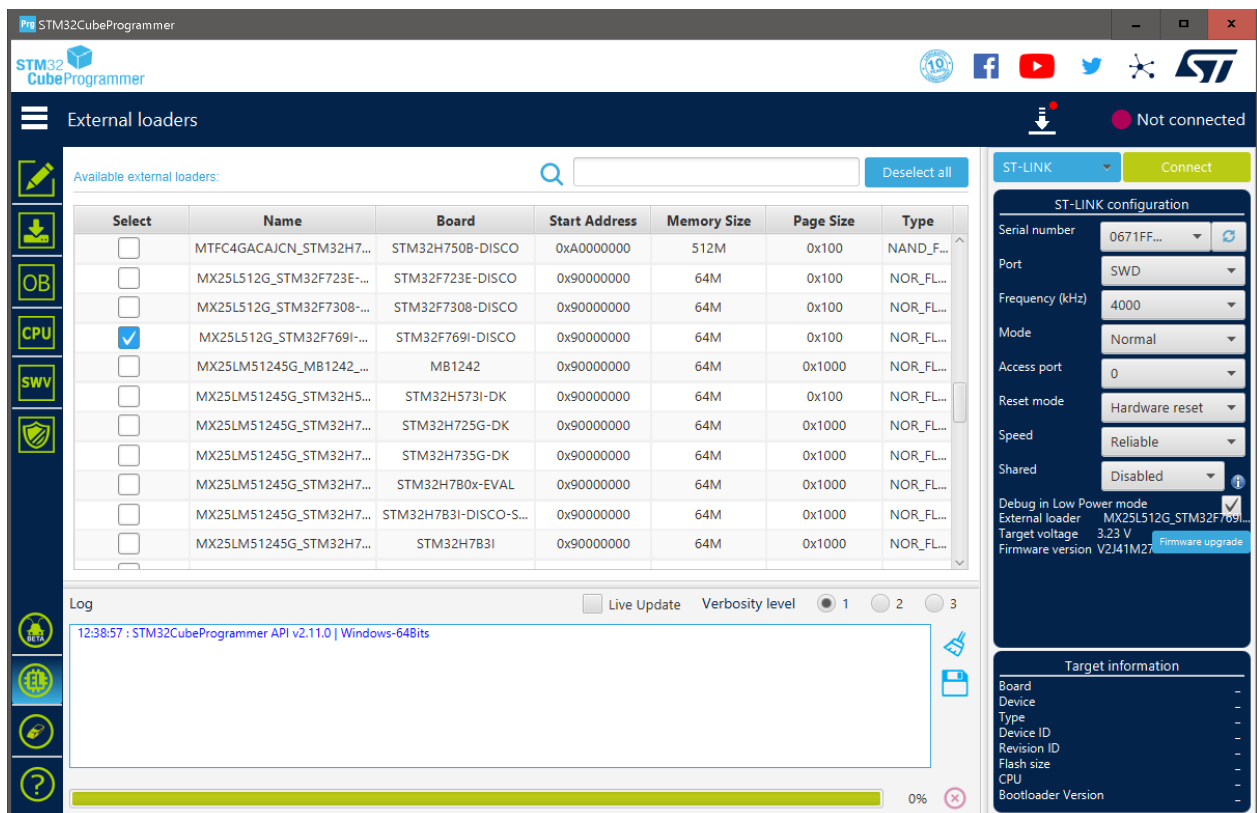 Prg STM32CubeProgrammer
STM32 CubeProgrammer
10
External loaders
Not connected
OB
CPU
SWV
BETA
EL
?
Available external loaders:
Deselect all
Select Name Board Start Address Memory Size Page Size Type
MTFC4GACAJCN_STM32H7... STM32H750B-DISCO 0xA0000000 512M 0x100 NAND_F...
MX25L512G_STM32F723E-... STM32F723E-DISCO 0x90000000 64M 0x100 NOR_FL...
MX25L512G_STM32F7308-... STM32F7308-DISCO 0x90000000 64M 0x100 NOR_FL...
MX25L512G_STM32F769I-... STM32F769I-DISCO 0x90000000 64M 0x100 NOR_FL...
MX25LM51245G_MB1242_... MB1242 0x90000000 64M 0x1000 NOR_FL...
MX25LM51245G_STM32H5... STM32H573I-DK 0x90000000 64M 0x100 NOR_FL...
MX25LM51245G_STM32H7... STM32H725G-DK 0x90000000 64M 0x1000 NOR_FL...
MX25LM51245G_STM32H7... STM32H735G-DK 0x90000000 64M 0x1000 NOR_FL...
MX25LM51245G_STM32H7... STM32H7B0x-EVAL 0x90000000 64M 0x1000 NOR_FL...
MX25LM51245G_STM32H7... STM32H7B3I-DISCO-S... 0x90000000 64M 0x1000 NOR_FL...
MX25LM51245G_STM32H7... STM32H7B3I 0x90000000 64M 0x1000 NOR_FL...
Log Live Update Verbosity level 1 2 3
12:38:57 : STM32CubeProgrammer API v2.11.0 | Windows-64Bits
0%
ST-LINK Connect
ST-LINK configuration
Serial number 0671FF...
Port SWD
Frequency (kHz) 4000
Mode Normal
Access port 0
Reset mode Hardware reset
Speed Reliable
Shared Disabled
Debug in Low Power mode
External loader MX25L512G_STM32F769I...
Target voltage 3.23 V
Firmware version V2J41M27 Firmware upgrade
Target information
Board -
Device -
Type -
Device ID -
Revision ID -
Flash size -
CPU -
Bootloader Version -